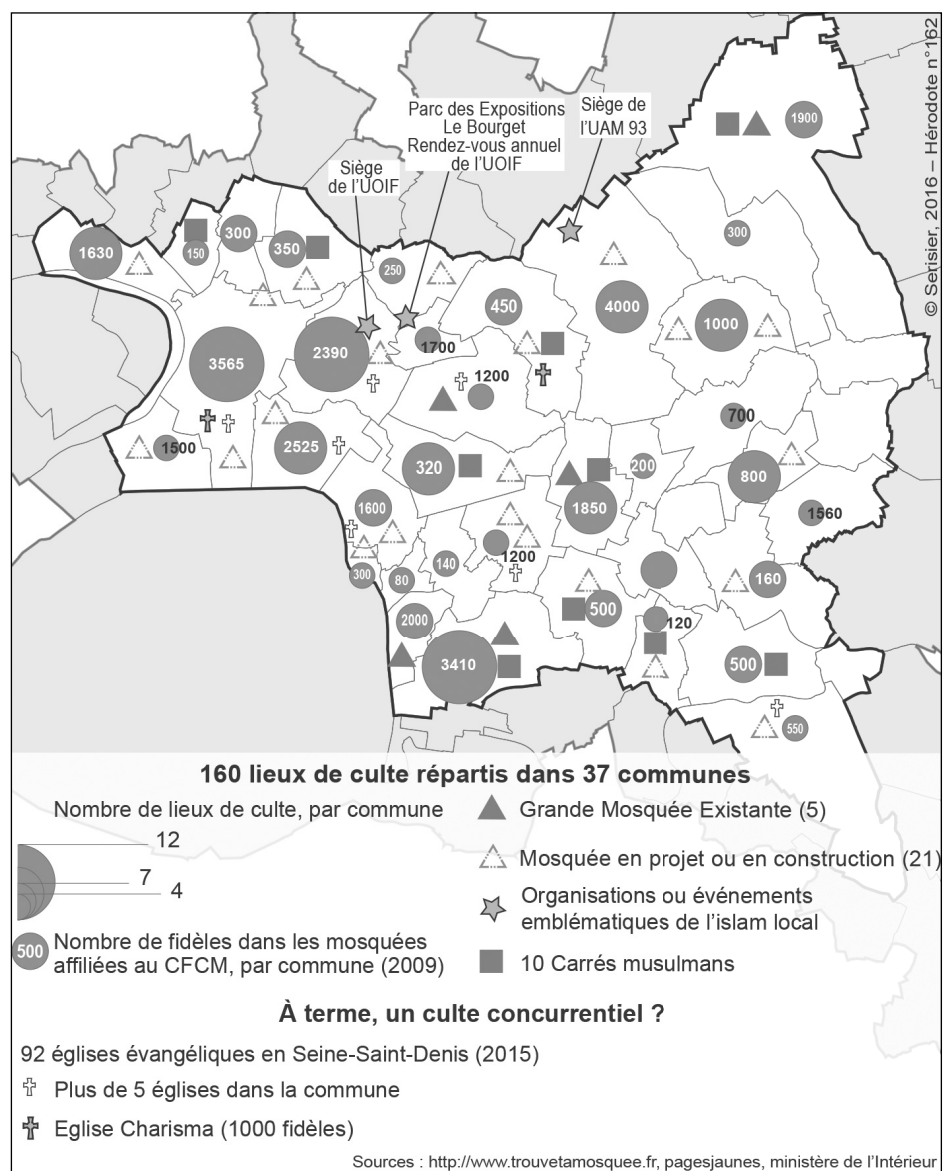 © Serisier, 2016 – Hérodote n°162
Siège de
l'UAM 93
Parc des Expositions
Le Bourget
Rendez-vous annuel
de l'UOIF
Siège
de l'UOIF
1900
300
300
350
150
1630
250
450
4000
1000
3565
2390
1700
1200
700
1500
2525
320
200
800
1850
1560
1600
1200
140
300
80
160
500
2000
120
3410
500
550
160 lieux de culte répartis dans 37 communes
Nombre de lieux de culte, par commune
12
7
4
500
Nombre de fidèles dans les mosquées
affiliées au CFCM, par commune (2009)
Grande Mosquée Existante (5)
Mosquée en projet ou en construction (21)
Organisations ou événements
emblématiques de l'islam local
10 Carrés musulmans
À terme, un culte concurrentiel ?
92 églises évangéliques en Seine-Saint-Denis (2015)
Plus de 5 églises dans la commune
Eglise Charisma (1000 fidèles)
Sources : http://www.trouvetamosquee.fr, pagesjaunes, ministère de l'Intérieur